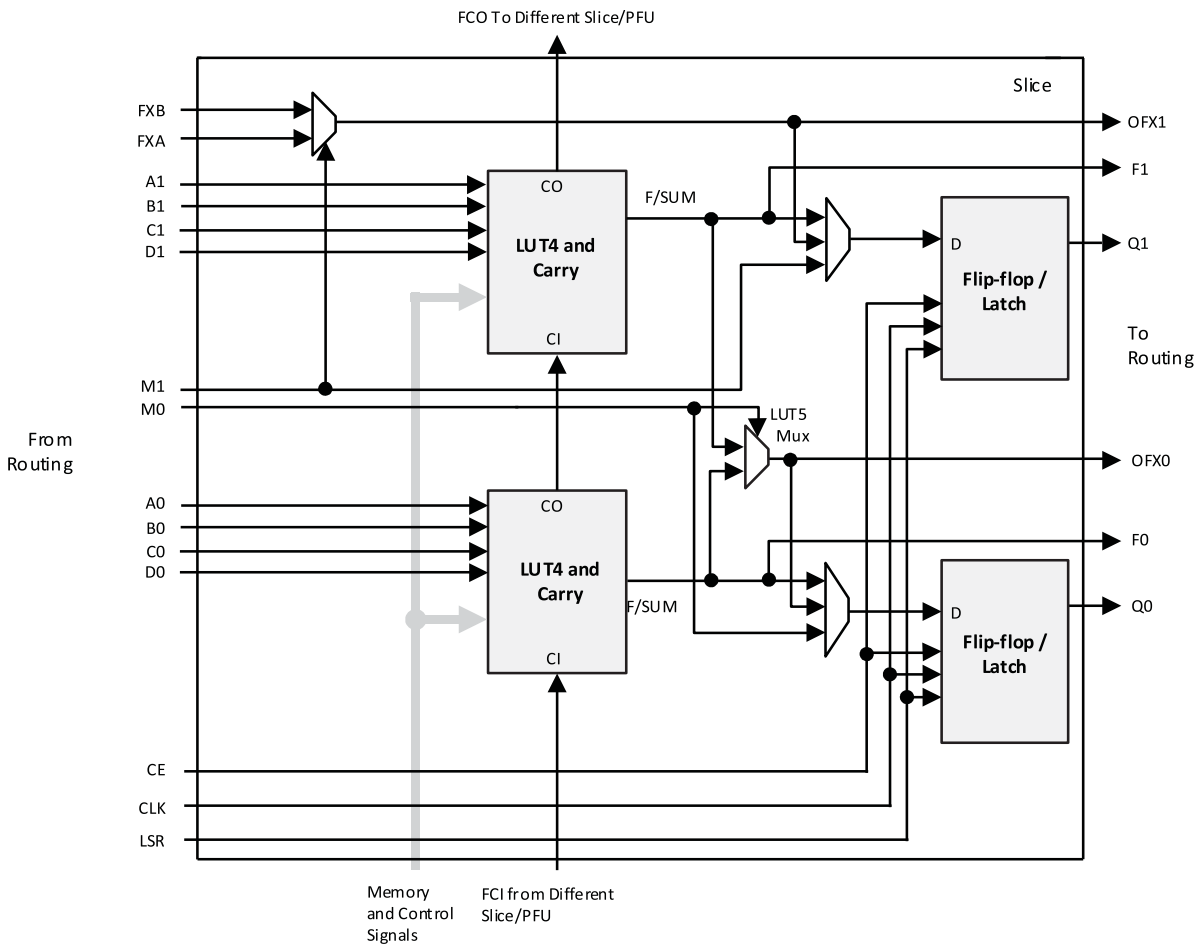 FCO To Different Slice/PFU
Slice
FXB
FXA
OFX1
F1
A1
B1
C1
D1
CO
F/SUM
LUT4 and
Carry
CI
D
Flip-flop /
Latch
Q1
To
Routing
M1
M0
LUT5
Mux
From
Routing
OFX0
A0
B0
C0
D0
CO
LUT4 and
Carry
F/SUM
CI
F0
D
Flip-flop /
Latch
Q0
CE
CLK
LSR
Memory
and Control
Signals
FCI from Different
Slice/PFU